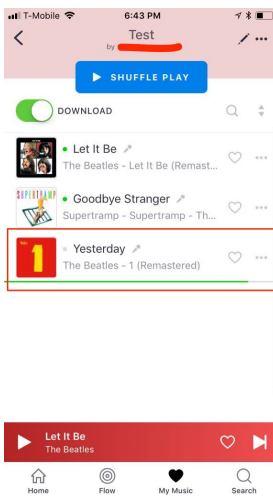 T-Mobile 6:43 PM
Test
by
SHUFFLE PLAY
DOWNLOAD
Let It Be
The Beatles - Let It Be (Remast...
SUPERTRAMP
Goodbye Stranger
Supertramp - Supertramp - Th...
1
Yesterday
The Beatles - 1 (Remastered)
Let It Be
The Beatles
Home Flow My Music Search